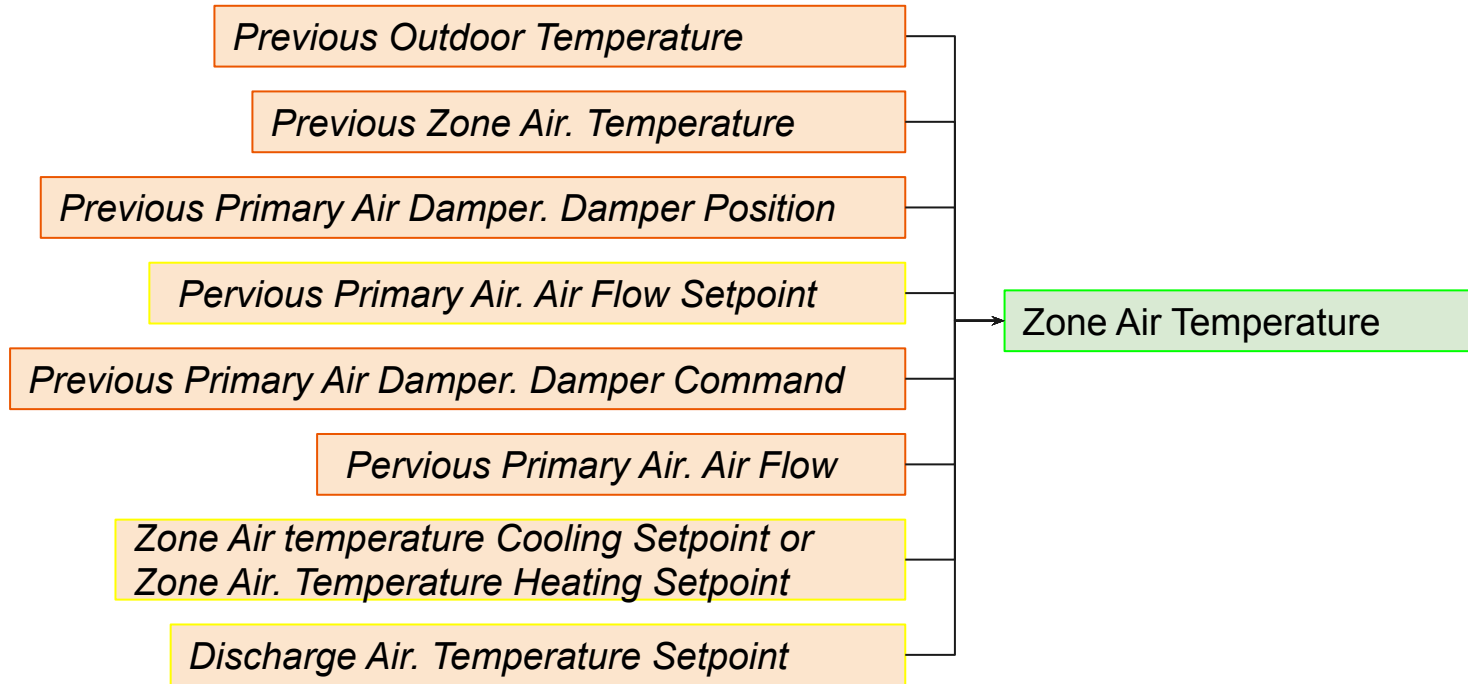 Previous Outdoor Temperature
Previous Zone Air. Temperature
Previous Primary Air Damper. Damper Position
Pervious Primary Air. Air Flow Setpoint
Previous Primary Air Damper. Damper Command
Pervious Primary Air. Air Flow
Zone Air temperature Cooling Setpoint or
Zone Air. Temperature Heating Setpoint
Discharge Air. Temperature Setpoint
Zone Air Temperature